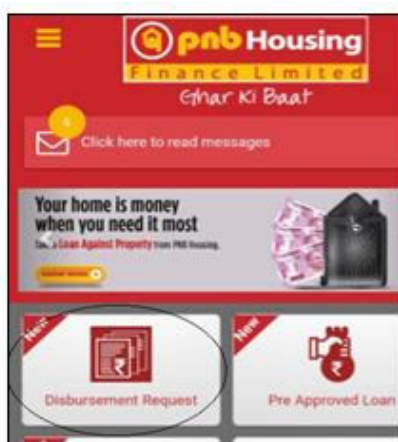 pnb Housing
Finance Limited
Ghar Ki Baat
Click here to read messages
Your home is money
when you need it most
Loan Against Property from PNB Housing.
New
Disbursement Request
New
Pre Approved Loan